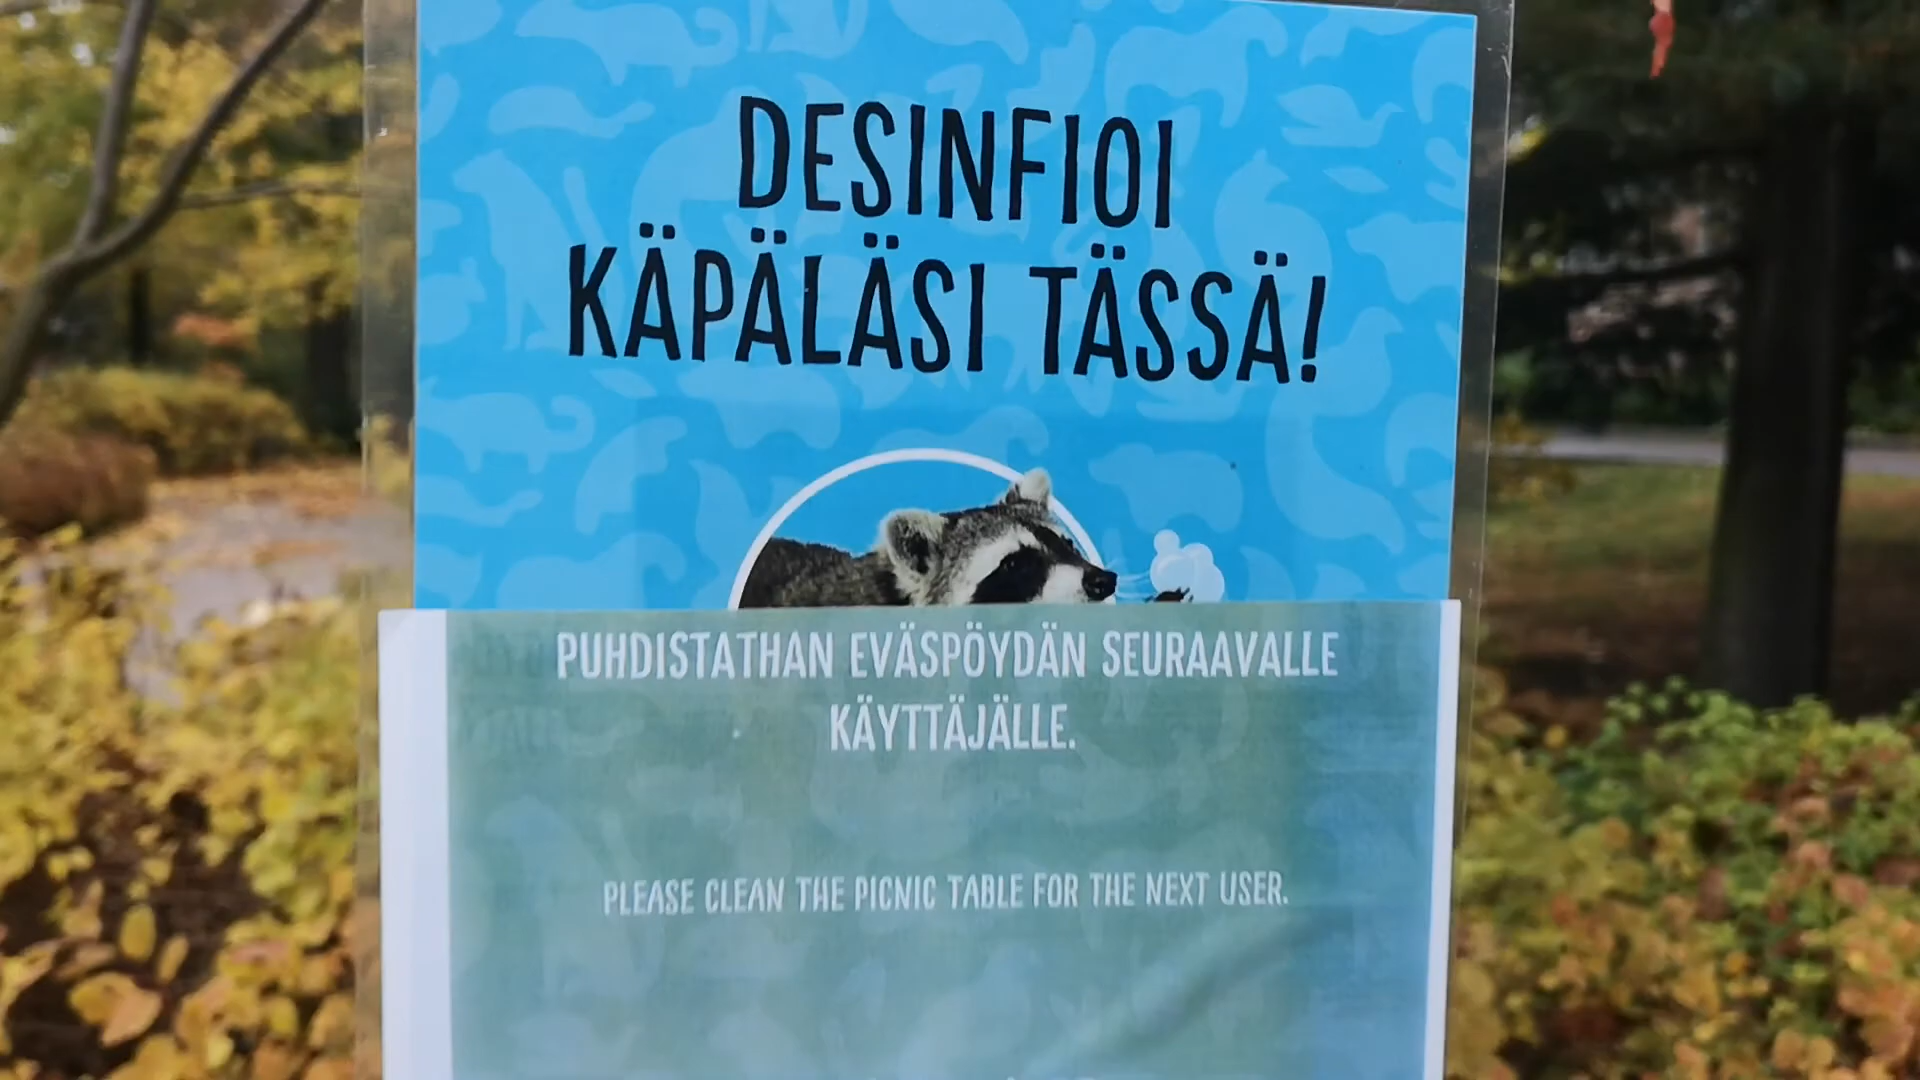 DESINFIOI
KÄPÄLÄSI TÄSSÄ!
PUHDISTATHAN EVÄSPÖYDÄN SEURAAVALLE
KÄYTTÄJÄLLE.
PLEASE CLEAN THE PICNIC TABLE FOR THE NEXT USER.